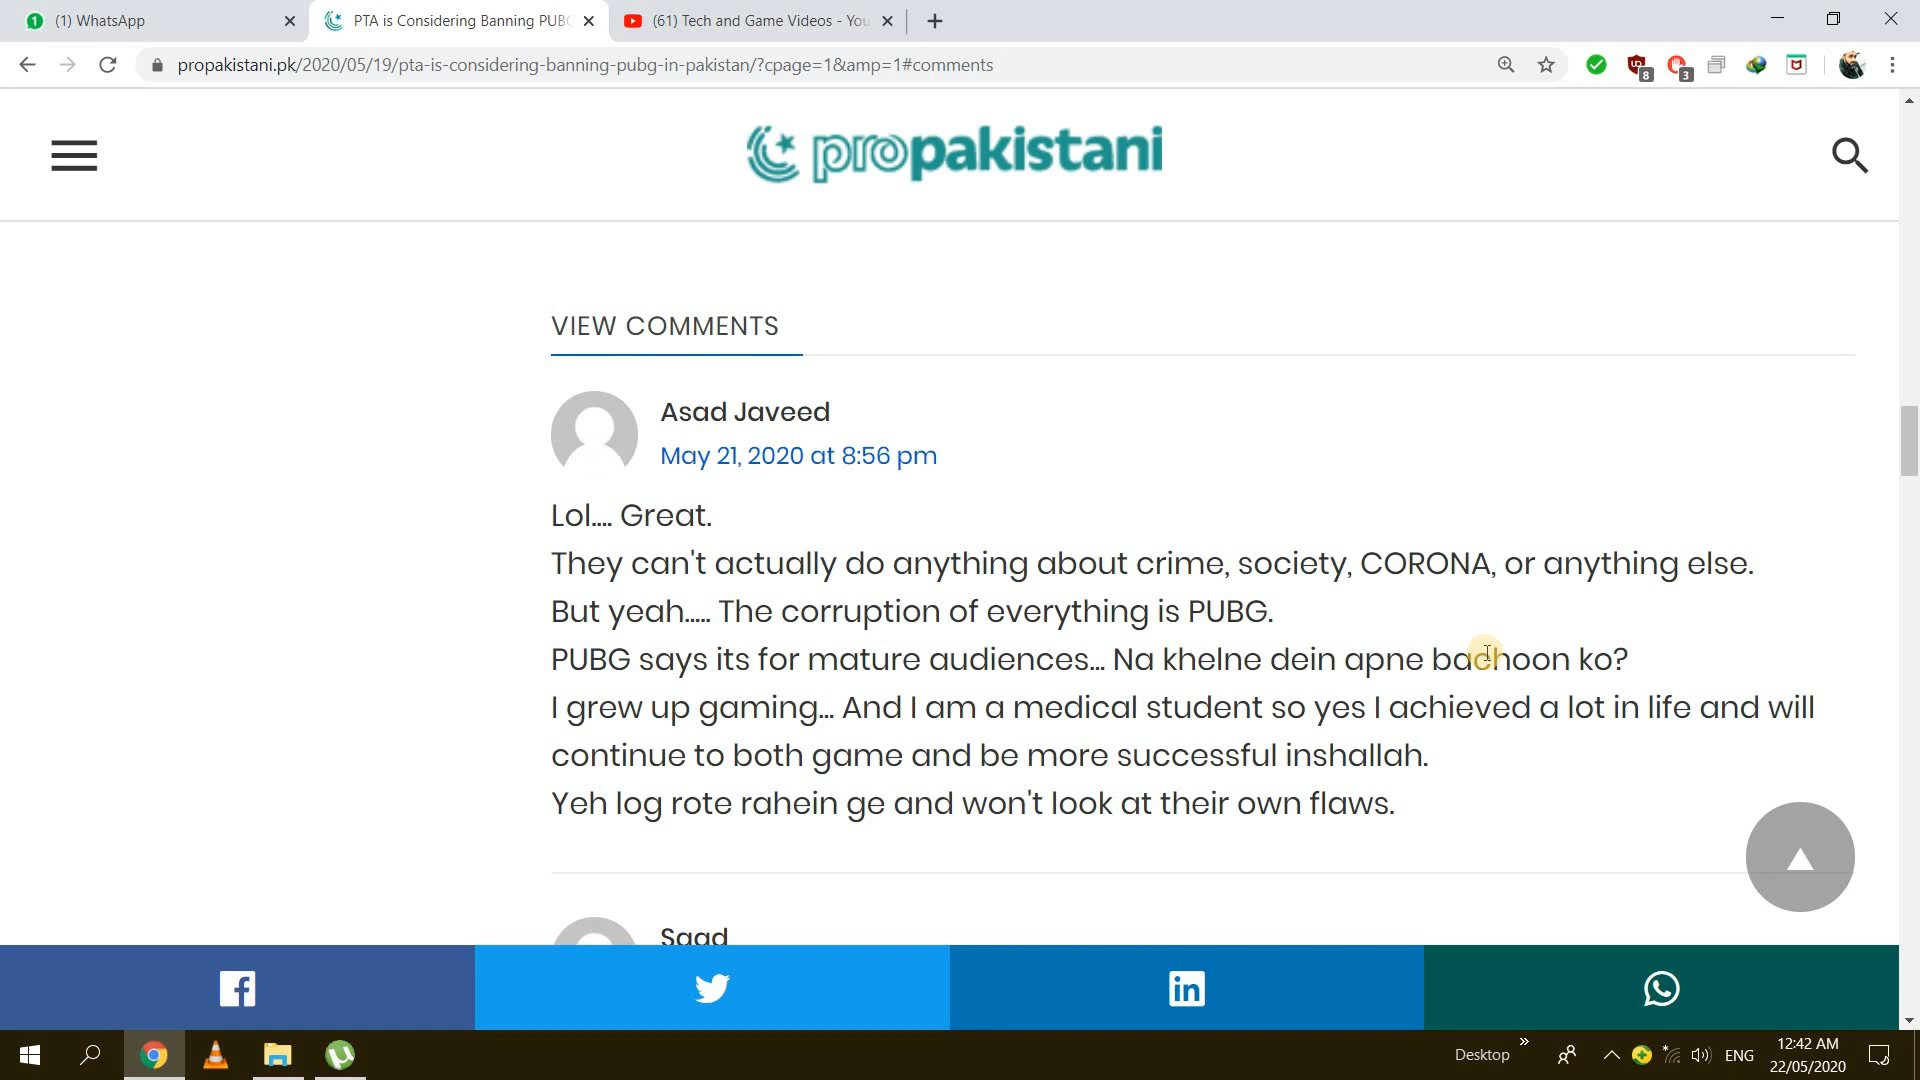 (1) WhatsApp
PTA is Considering Banning PUBG
(61) Tech and Game Videos - You
propakistani.pk/2020/05/19/pta-is-considering-banning-pubg-in-pakistan/?cpage=1&amp=1#comments
8
3
propakistani
VIEW COMMENTS
Asad Javeed
May 21, 2020 at 8:56 pm
Lol.... Great.
They can't actually do anything about crime, society, CORONA, or anything else.
But yeah..... The corruption of everything is PUBG.
PUBG says its for mature audiences... Na khelne dein apne bachoon ko?
I grew up gaming... And I am a medical student so yes I achieved a lot in life and will
continue to both game and be more successful inshallah.
Yeh log rote rahein ge and won't look at their own flaws.
Saad
Desktop
ENG
12:42 AM
22/05/2020